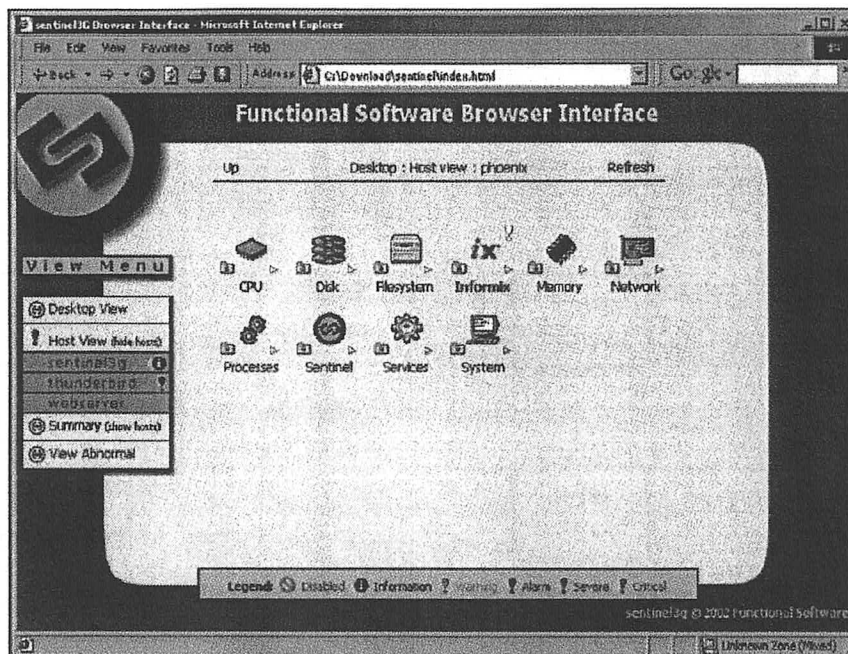 sentinel3G Browser Interface - Microsoft Internet Explorer
File Edit View Favorites Tools Help
Back Address C:\Download\sentinel\index.html Google
Functional Software Browser Interface
Up Desktop : Host view : phoenix Refresh
View Menu
Desktop View
Host View (hide hosts)
sentinel3g
thunderbird
webserver
Summary (show hosts)
View Abnormal
CPU Disk Filesystem Informix Memory Network
Processes Sentinel Services System
Legend: Disabled Information Warning Alarm Severe Critical
sentinel3g © 2002 Functional Software
Unknown Zone (Mixed)